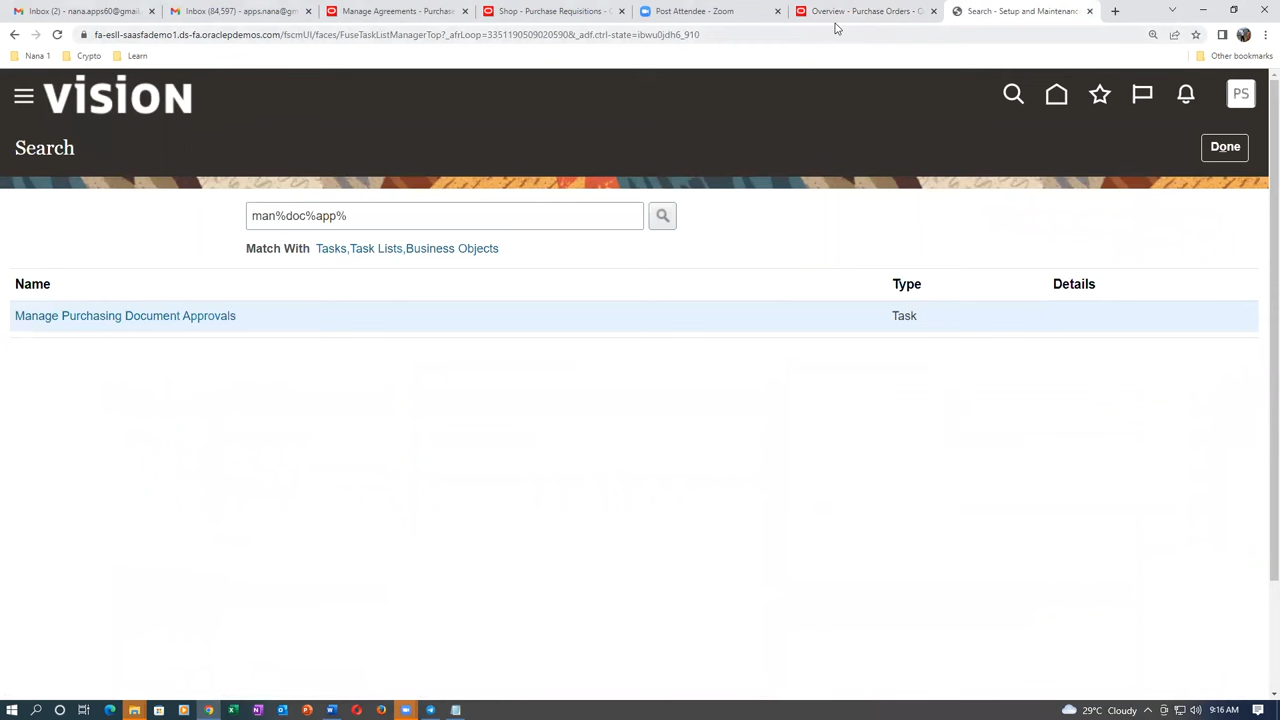 Inbox (2) - nana.apps60@gmail.
Inbox (84,597) - apps.nana@gm
Manage Agreements - Purchase
Shop - Purchase Requisitions - C
Post Attendee - Zoom
Overview - Purchase Orders - O
Search - Setup and Maintenanc
fa-esll-saasfademo1.ds-fa.oraclepdemos.com/fscmUI/faces/FuseTaskListManagerTop?_afrLoop=33511905090205905&_adf.ctrl-state=ibwu0jdh6_910
Nana 1
Crypto
Learn
Other bookmarks
VISION
PS
Search
Done
man%doc%app%
Match With Tasks,Task Lists,Business Objects
Name
Type
Details
Manage Purchasing Document Approvals
Task
29°C Cloudy
9:16 AM